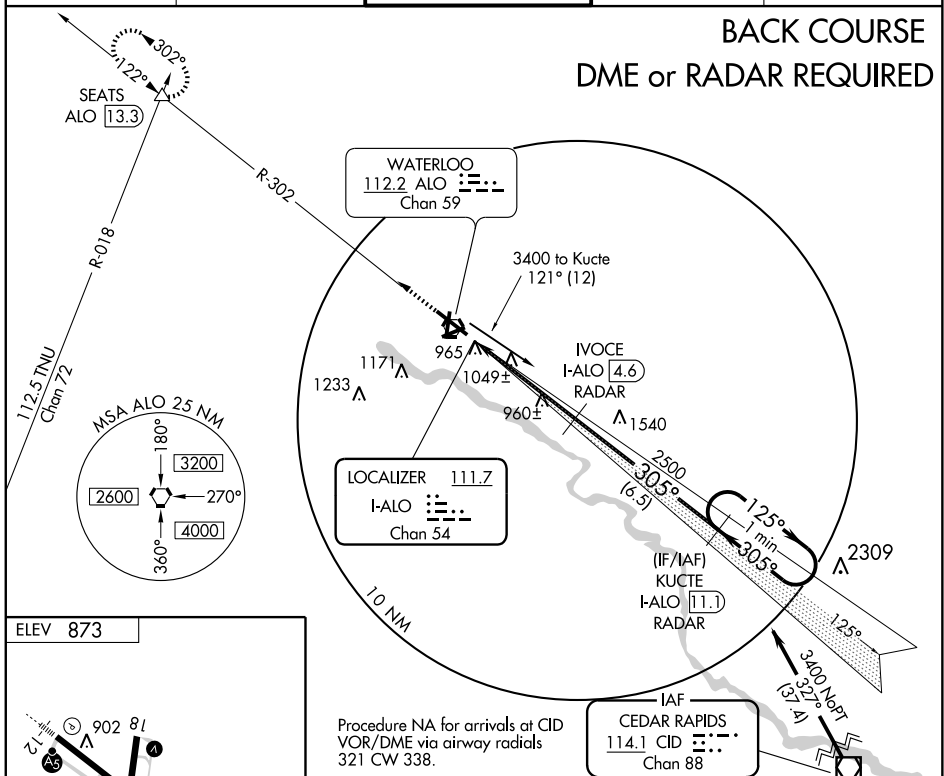 BACK COURSE
DME or RADAR REQUIRED
302°
122°
SEATS
ALO 13.3
R-302
R-018
112.5 TNU
Chan 72
WATERLOO
112.2 ALO
Chan 59
3400 to Kucte
121° (12)
965
1049±
1171
1233
960±
IVOCE
I-ALO 4.6
RADAR
1540
2500
305°
(6.5)
LOCALIZER 111.7
I-ALO
Chan 54
MSA ALO 25 NM
180°
3200
2600
270°
4000
360°
125°
1 min
305°
2309
(IF/IAF)
KUCTE
I-ALO 11.1
RADAR
125°
10 NM
3400 NoPT
327°
(37.4)
IAF
CEDAR RAPIDS
114.1 CID
Chan 88
Procedure NA for arrivals at CID
VOR/DME via airway radials
321 CW 338.
ELEV 873
P
902
18
12
A5